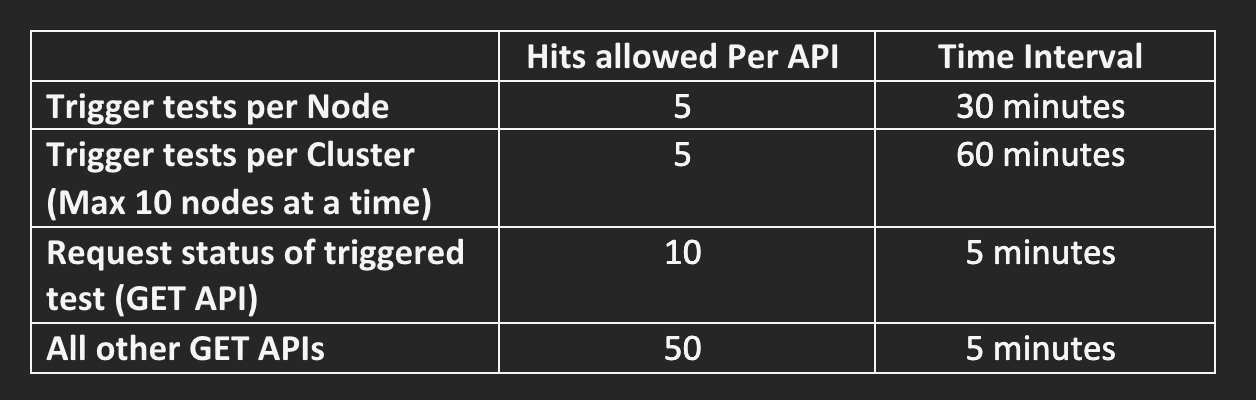 Hits allowed Per API Time Interval
Trigger tests per Node 5 30 minutes
Trigger tests per Cluster 5 60 minutes
(Max 10 nodes at a time)
Request status of triggered 10 5 minutes
test (GET API)
All other GET APIs 50 5 minutes